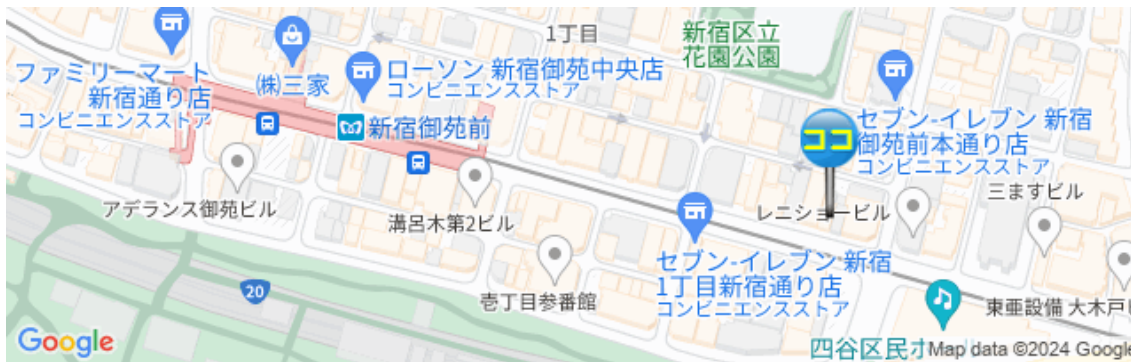 1丁目
新宿区立
花園公園
ファミリーマート
新宿通り店
コンビニエンスストア
㈱三家
ローソン 新宿御苑中央店
コンビニエンスストア
新宿御苑前
ココ
セブン-イレブン 新宿
御苑前本通り店
コンビニエンスストア
アデランス御苑ビル
溝呂木第2ビル
レニショービル
三ますビル
セブン-イレブン 新宿
1丁目新宿通り店
コンビニエンスストア
壱丁目参番館
20
東亜設備 大木戸
四谷区民ホ
Google
Map data ©2024 Google